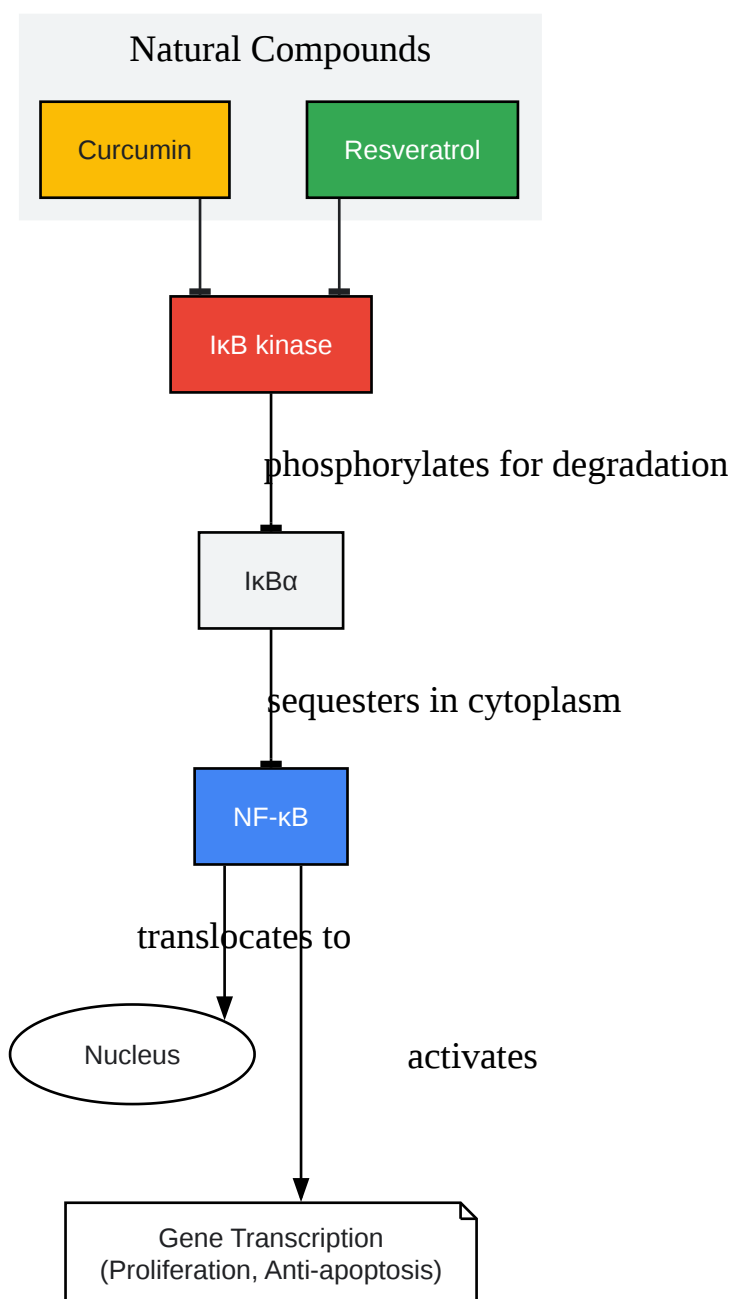 Natural Compounds
Curcumin
Resveratrol
IκB kinase
phosphorylates for degradation
IκBα
sequesters in cytoplasm
NF-κB
translocates to
Nucleus
activates
Gene Transcription
(Proliferation, Anti-apoptosis)